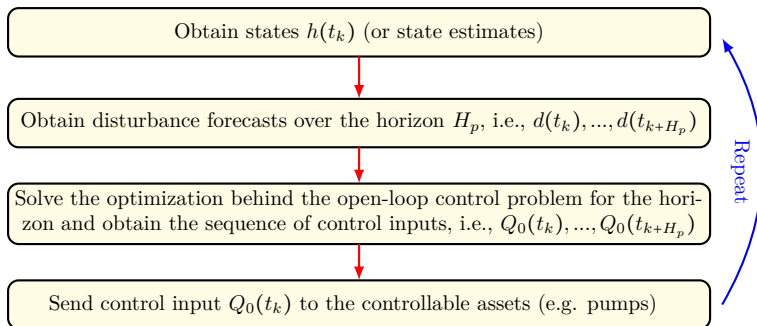 Obtain states h(t_k) (or state estimates)
Obtain disturbance forecasts over the horizon H_p, i.e., d(t_k), ..., d(t_{k+H_p})
Solve the optimization behind the open-loop control problem for the hori-
zon and obtain the sequence of control inputs, i.e., Q_0(t_k), ..., Q_0(t_{k+H_p})
Send control input Q_0(t_k) to the controllable assets (e.g. pumps)
Repeat